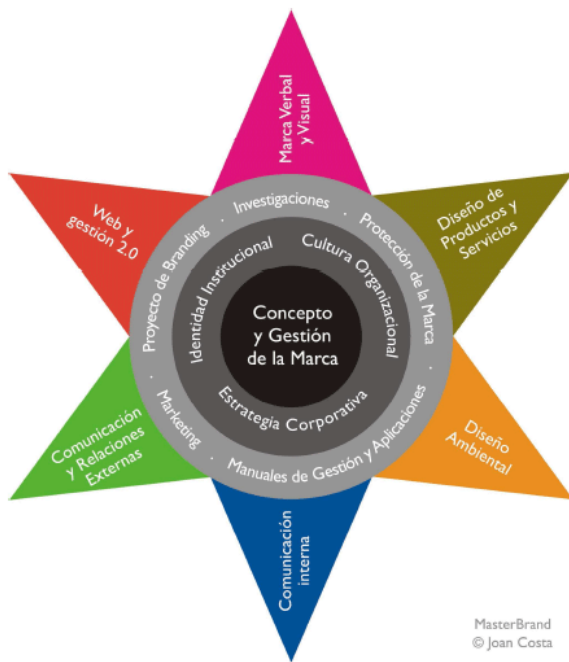 Marca Verbal
y Visual
Web y
gestión 2.0
Diseño de
Productos y
Servicios
Proyecto de Branding · Investigaciones · Protección de la Marca ·
Identidad Institucional
Cultura Organizacional
Concepto
y Gestión
de la Marca
Estrategia Corporativa
· Marketing · Manuales de Gestión y Aplicaciones
Comunicación
y Relaciones
Externas
Diseño
Ambiental
Comunicación
interna
MasterBrand
© Joan Costa